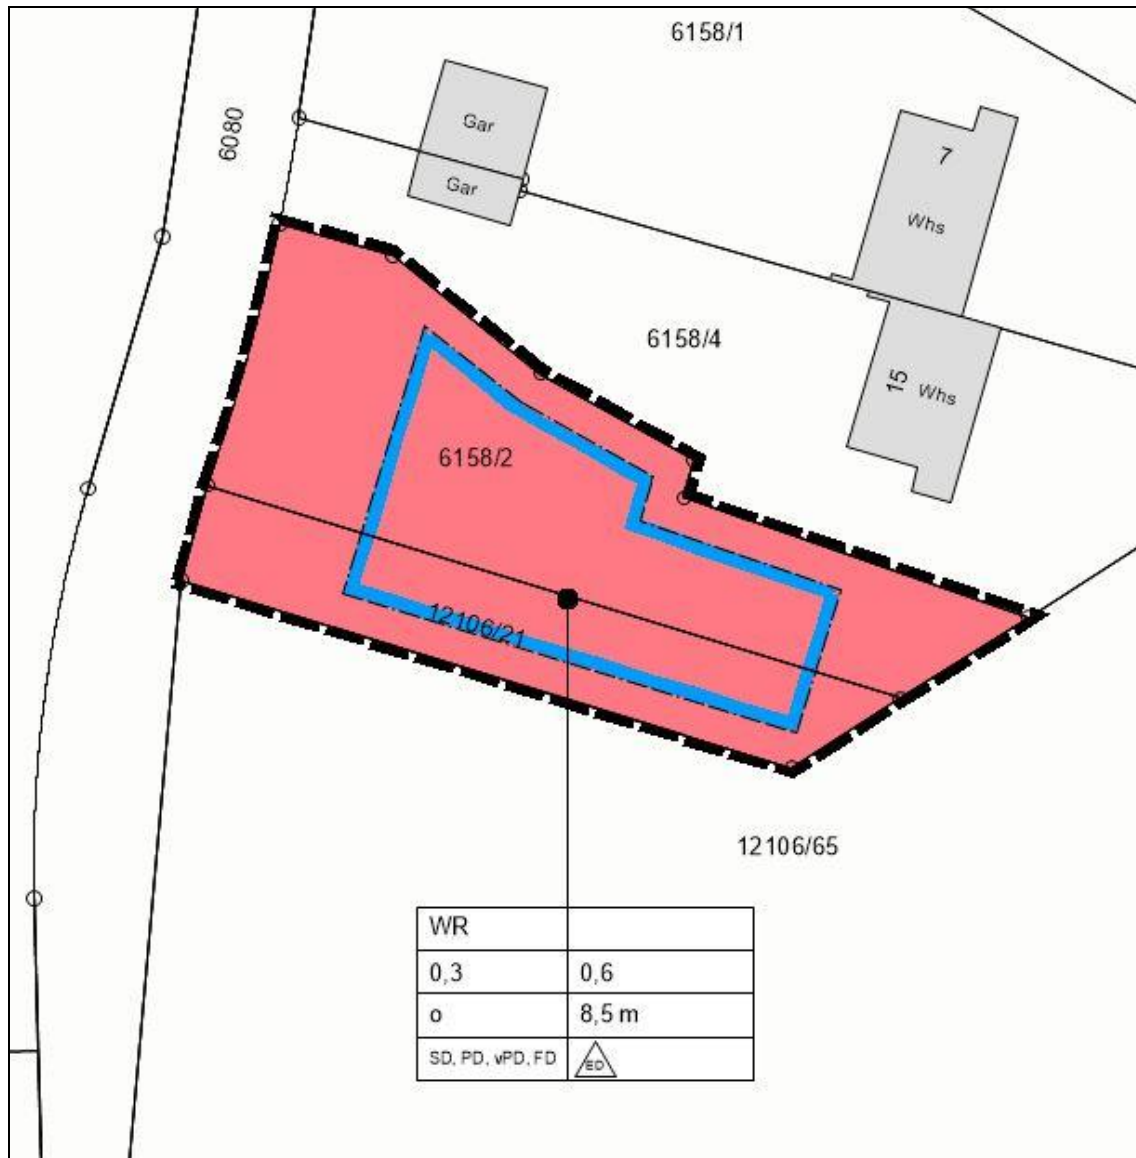 6158/1
6080
Gar
Gar
7
Whs
6158/4
15
Whs
6158/2
12106/21
12106/65
WR
0,3 0,6
o 8,5 m
SD, PD, vPD, FD ED